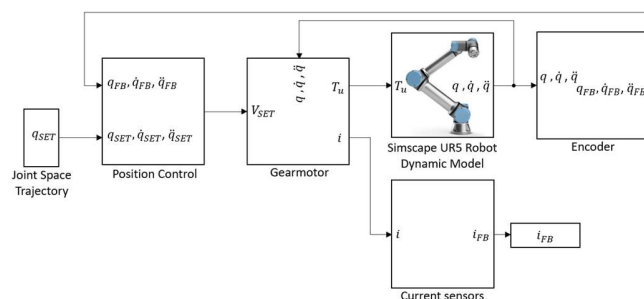 q_FB, q̇_FB, q̈_FB
q_SET, q̇_SET, q̈_SET
q_SET
Joint Space
Trajectory
Position Control
V_SET
q , q̇ , q̈
T_u
i
Gearmotor
T_u
q , q̇ , q̈
Simscape UR5 Robot
Dynamic Model
q , q̇ , q̈
q_FB, q̇_FB, q̈_FB
Encoder
i
i_FB
i_FB
Current sensors